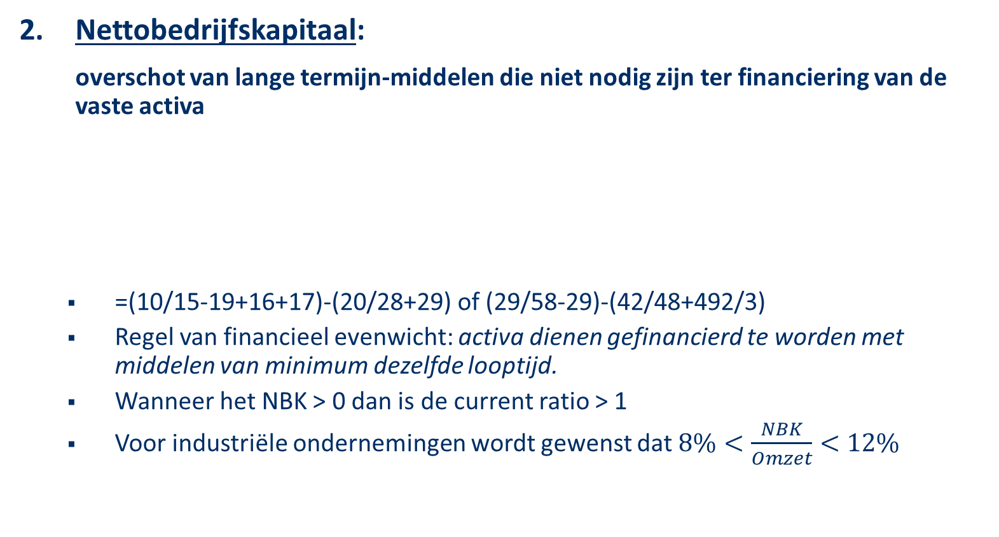 2. Nettobedrijfskapitaal:
overschot van lange termijn-middelen die niet nodig zijn ter financiering van de
vaste activa
▪ =(10/15-19+16+17)-(20/28+29) of (29/58-29)-(42/48+492/3)
▪ Regel van financieel evenwicht: activa dienen gefinancierd te worden met
middelen van minimum dezelfde looptijd.
▪ Wanneer het NBK > 0 dan is de current ratio > 1
▪ Voor industriële ondernemingen wordt gewenst dat 8% < NBK/Omzet < 12%